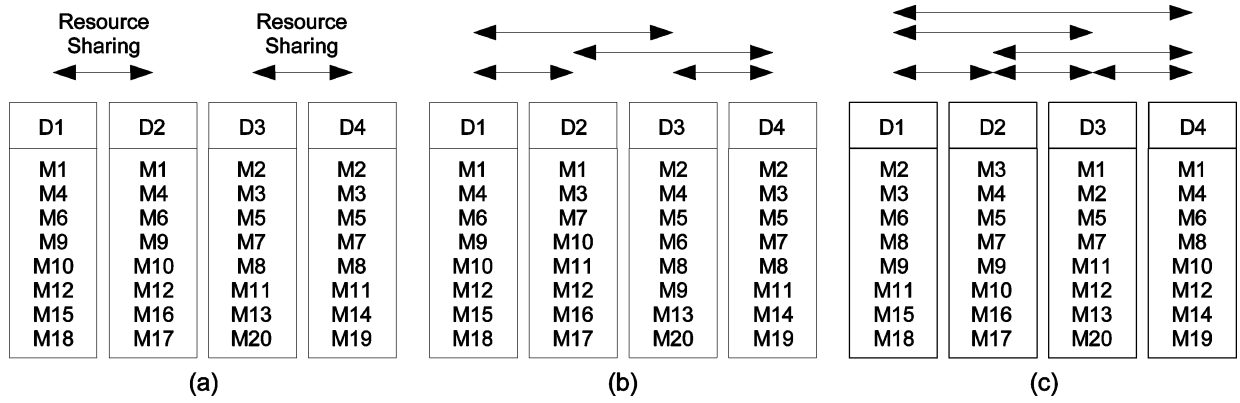 Resource Sharing Resource Sharing
D1 D2 D3 D4 D1 D2 D3 D4 D1 D2 D3 D4
M1 M1 M2 M2 M1 M1 M2 M2 M2 M3 M1 M1
M4 M4 M3 M3 M4 M3 M4 M3 M3 M4 M2 M4
M6 M6 M5 M5 M6 M7 M5 M5 M6 M5 M5 M6
M9 M9 M7 M7 M9 M10 M6 M7 M8 M7 M7 M8
M10 M10 M8 M8 M10 M11 M8 M8 M9 M9 M11 M10
M12 M12 M11 M11 M12 M12 M9 M11 M11 M10 M12 M12
M15 M16 M13 M14 M15 M16 M13 M14 M15 M16 M13 M14
M18 M17 M20 M19 M18 M17 M20 M19 M18 M17 M20 M19
(a) (b) (c)